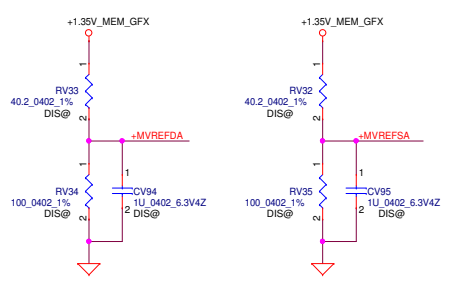 +1.35V_MEM_GFX
1
RV33
40.2_0402_1%
DIS@
2
+MVREFDA
1
RV34
100_0402_1%
DIS@
2
1
CV94
1U_0402_6.3V4Z
DIS@
2
+1.35V_MEM_GFX
1
RV32
40.2_0402_1%
DIS@
2
+MVREFSA
1
RV35
100_0402_1%
DIS@
2
1
CV95
1U_0402_6.3V4Z
DIS@
2